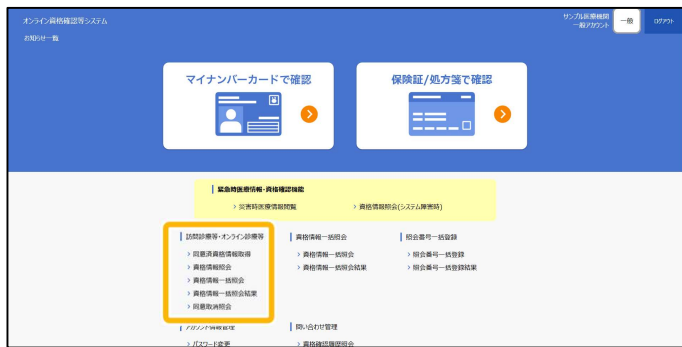 オンライン資格確認等システム
サンプル医療機関
一般アカウント
一般
ログアウト
お知らせ一覧
マイナンバーカードで確認
保険証/処方箋で確認
緊急時医療情報・資格確認機能
> 災害時医療情報閲覧
> 資格情報照会(システム障害時)
訪問診療等・オンライン診療等
> 同意済資格情報取得
> 資格情報照会
> 資格情報一括照会
> 資格情報一括照会結果
> 同意取消照会
資格情報一括照会
> 資格情報一括照会
> 資格情報一括照会結果
照会番号一括登録
> 照会番号一括登録
> 照会番号一括登録結果
アカウント情報管理
> パスワード変更
問い合わせ管理
> 資格確認履歴照会